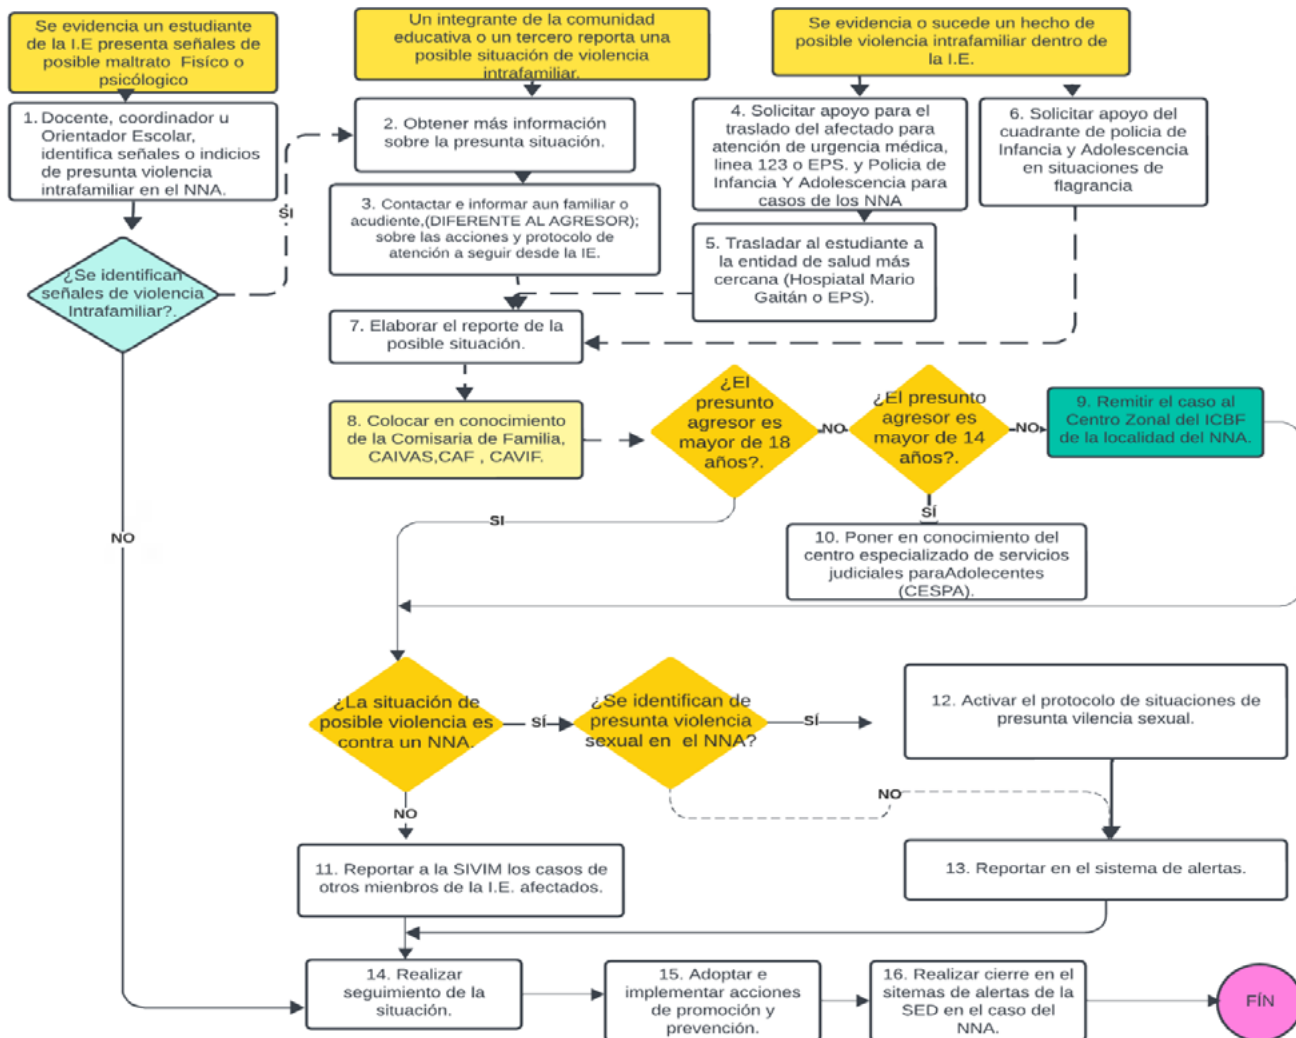 Se evidencia un estudiante
de la I.E presenta señales de
posible maltrato Fisíco o
psicólogico
Un integrante de la comunidad
educativa o un tercero reporta una
posible situación de violencia
intrafamiliar.
Se evidencia o sucede un hecho de
posible violencia intrafamiliar dentro de
la I.E.
1. Docente, coordinador u
Orientador Escolar,
identifica señales o indicios
de presunta violencia
intrafamiliar en el NNA.
2. Obtener más información
sobre la presunta situación.
4. Solicitar apoyo para el
traslado del afectado para
atención de urgencia médica,
linea 123 o EPS. y Policia de
Infancia Y Adolescencia para
casos de los NNA
6. Solicitar apoyo del
cuadrante de policia de
Infancia y Adolescencia
en situaciones de
flagrancia
SI
3. Contactar e informar aun familiar o
acudiente,(DIFERENTE AL AGRESOR);
sobre las acciones y protocolo de
atención a seguir desde la IE.
5. Trasladar al estudiante a
la entidad de salud más
cercana (Hospiatal Mario
Gaitán o EPS).
¿Se identifican
señales de violencia
Intrafamiliar?.
7. Elaborar el reporte de la
posible situación.
8. Colocar en conocimiento
de la Comisaria de Familia,
CAIVAS,CAF , CAVIF.
¿El
presunto
agresor es
mayor de 18
años?.
NO
¿El presunto
agresor es
mayor de 14
años?.
NO
9. Remitir el caso al
Centro Zonal del ICBF
de la localidad del NNA.
SI
SÍ
NO
10. Poner en conocimiento del
centro especializado de servicios
judiciales paraAdolecentes
(CESPA).
¿La situación de
posible violencia es
contra un NNA.
SÍ
¿Se identifican de
presunta violencia
sexual en el NNA?
SÍ
12. Activar el protocolo de situaciones de
presunta vilencia sexual.
NO
NO
11. Reportar a la SIVIM los casos de
otros mienbros de la I.E. afectados.
13. Reportar en el sistema de alertas.
14. Realizar
seguimiento de la
situación.
15. Adoptar e
implementar acciones
de promoción y
prevención.
16. Realizar cierre en el
sitemas de alertas de la
SED en el caso del
NNA.
FÍN